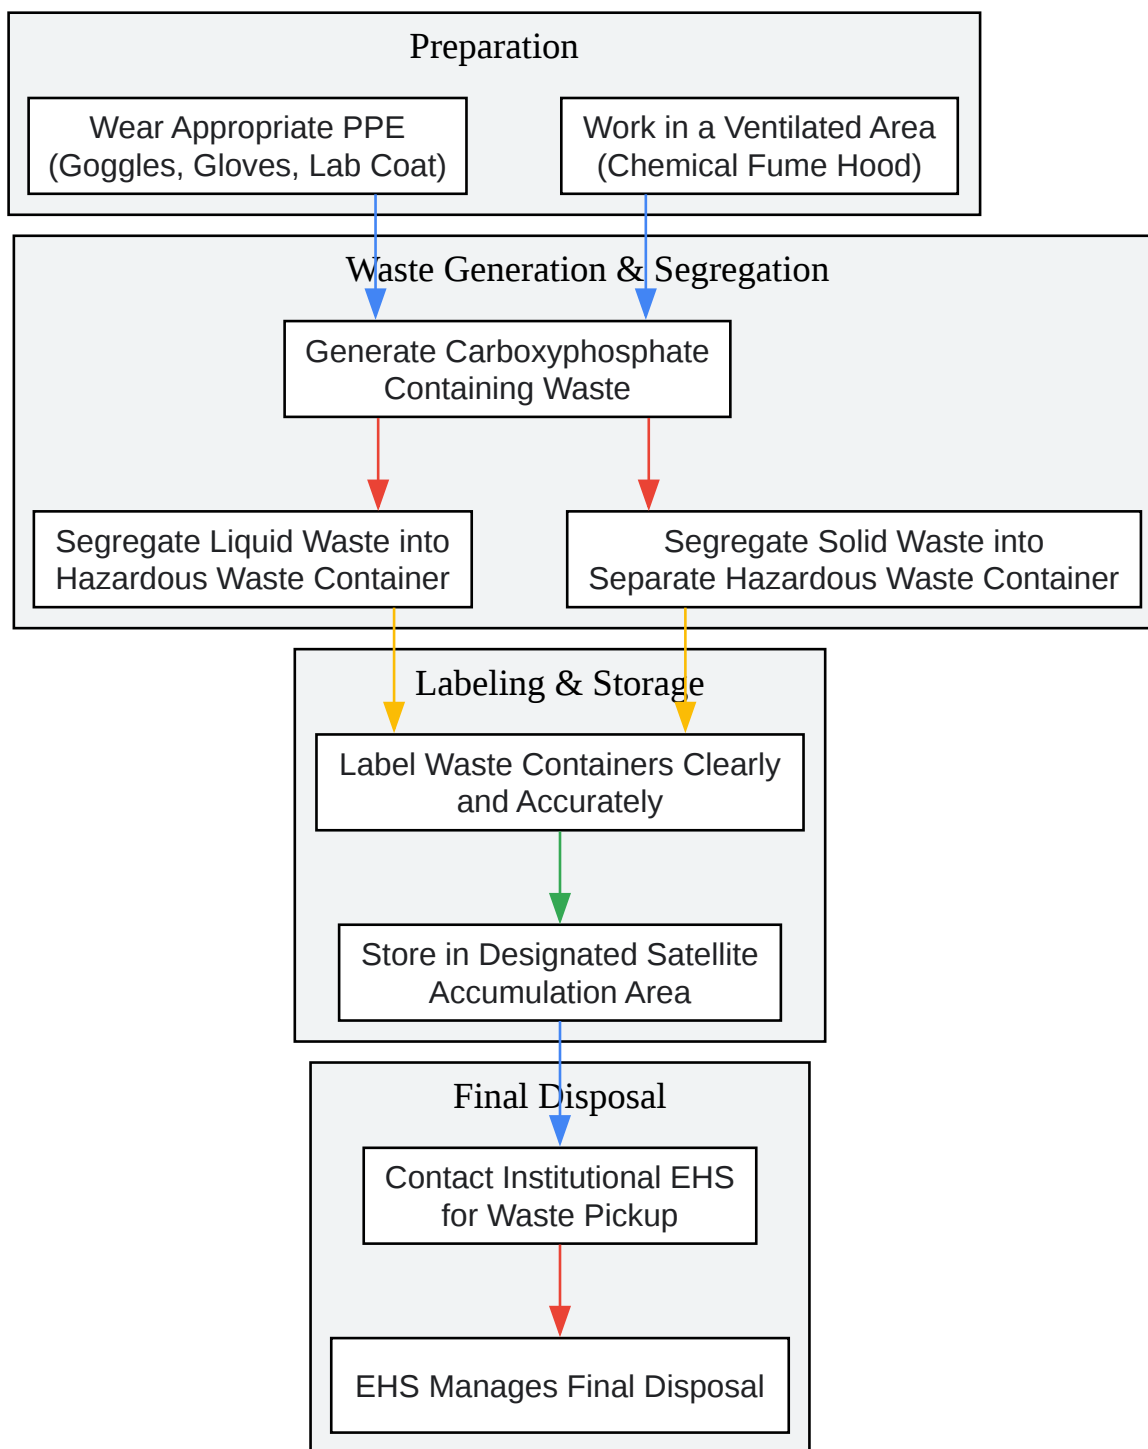 Preparation
Wear Appropriate PPE
(Goggles, Gloves, Lab Coat)
Work in a Ventilated Area
(Chemical Fume Hood)
Waste Generation & Segregation
Generate Carboxyphosphate
Containing Waste
Segregate Liquid Waste into
Hazardous Waste Container
Segregate Solid Waste into
Separate Hazardous Waste Container
Labeling & Storage
Label Waste Containers Clearly
and Accurately
Store in Designated Satellite
Accumulation Area
Final Disposal
Contact Institutional EHS
for Waste Pickup
EHS Manages Final Disposal